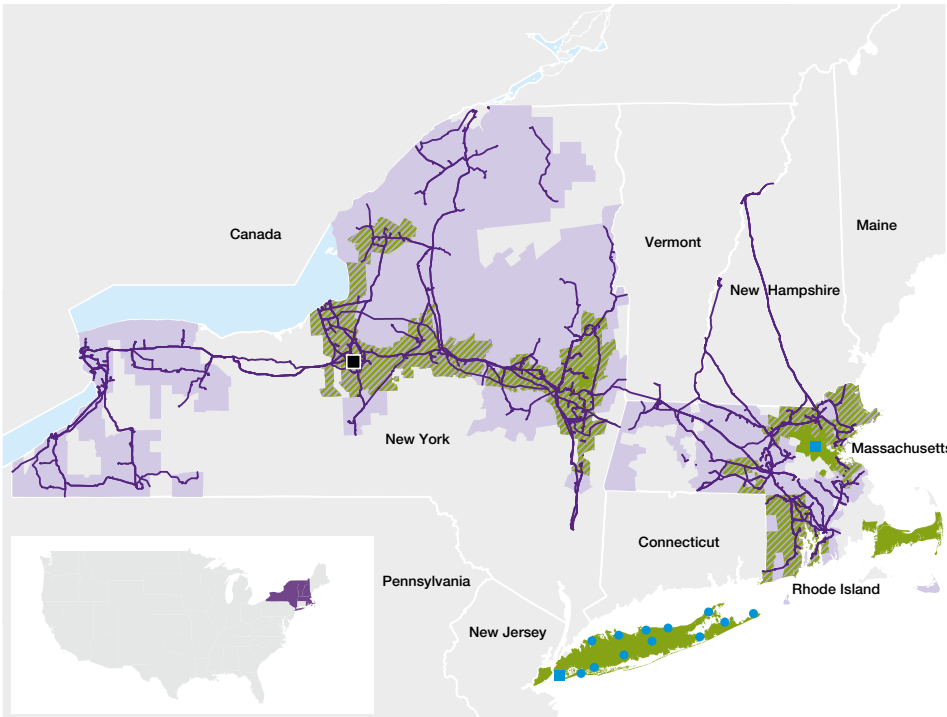 Maine
Canada
Vermont
New Hampshire
New York
Massachusetts
Connecticut
Pennsylvania
Rhode Island
New Jersey